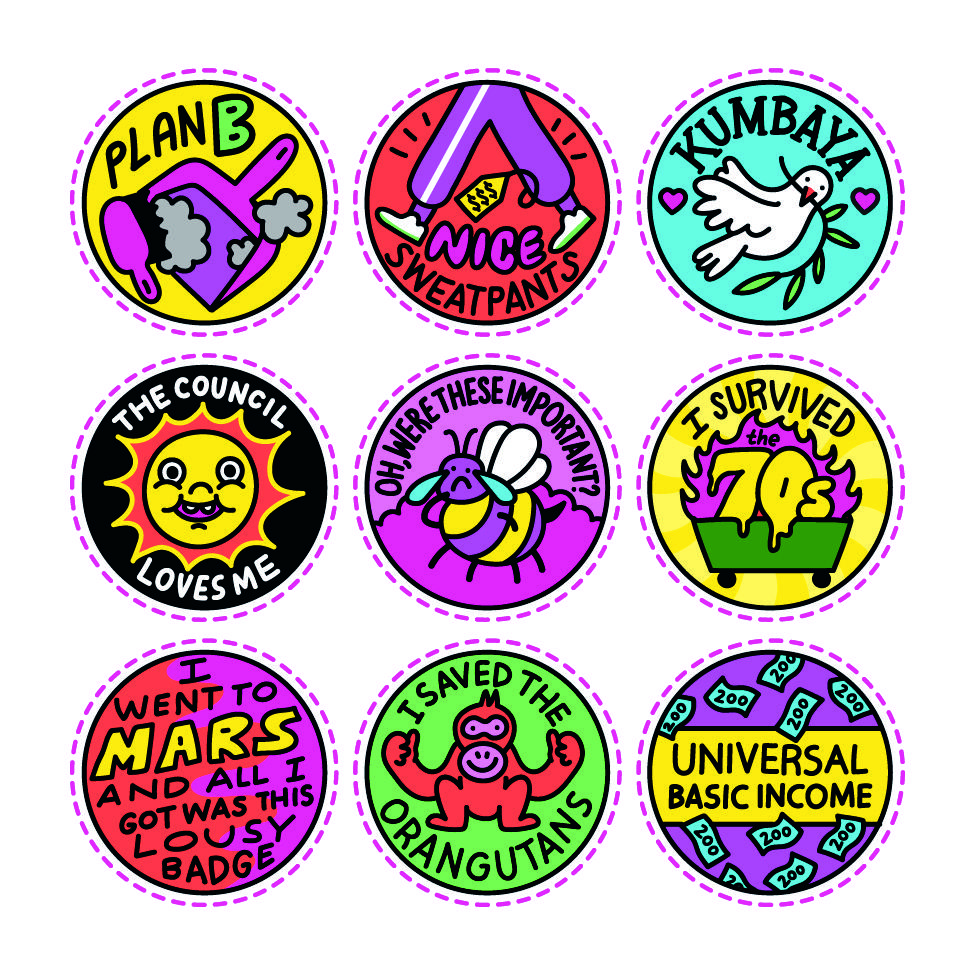 PLAN B
$$$
NICE
SWEATPANTS
KUMBAYA
THE COUNCIL
LOVES ME
OH, WERE THESE IMPORTANT?
I SURVIVED
the
70s
I
WENT TO
MARS
AND ALL I
GOT WAS THIS
LOUSY
BADGE
I SAVED THE
ORANGUTANS
200
200
200
200
200
UNIVERSAL
BASIC INCOME
200
200
200
200